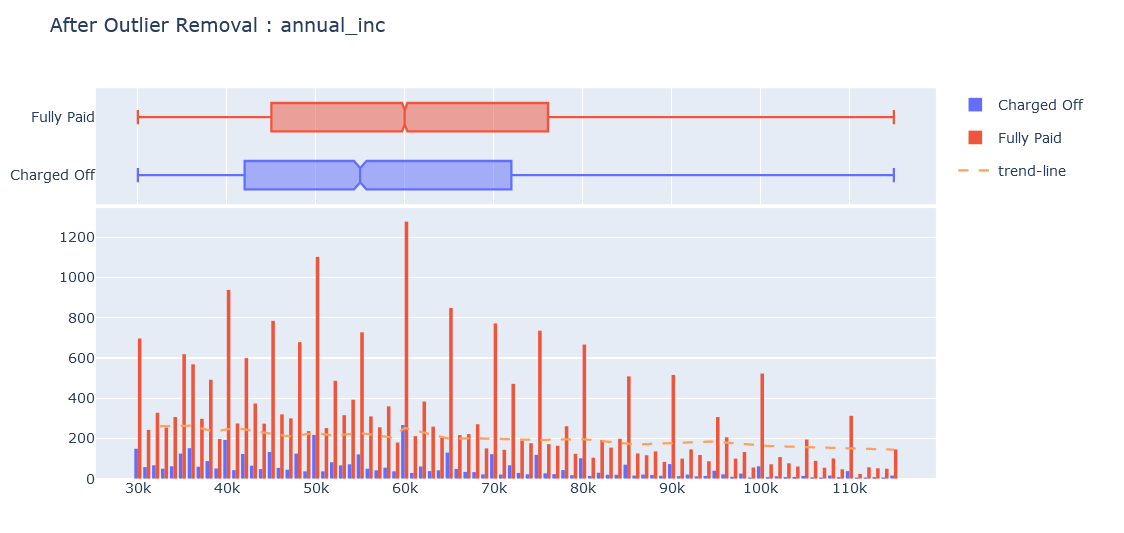 After Outlier Removal : annual_inc
Fully Paid
Charged Off
Charged Off
Fully Paid
trend-line
1200
1000
800
600
400
200
0
30k 40k 50k 60k 70k 80k 90k 100k 110k